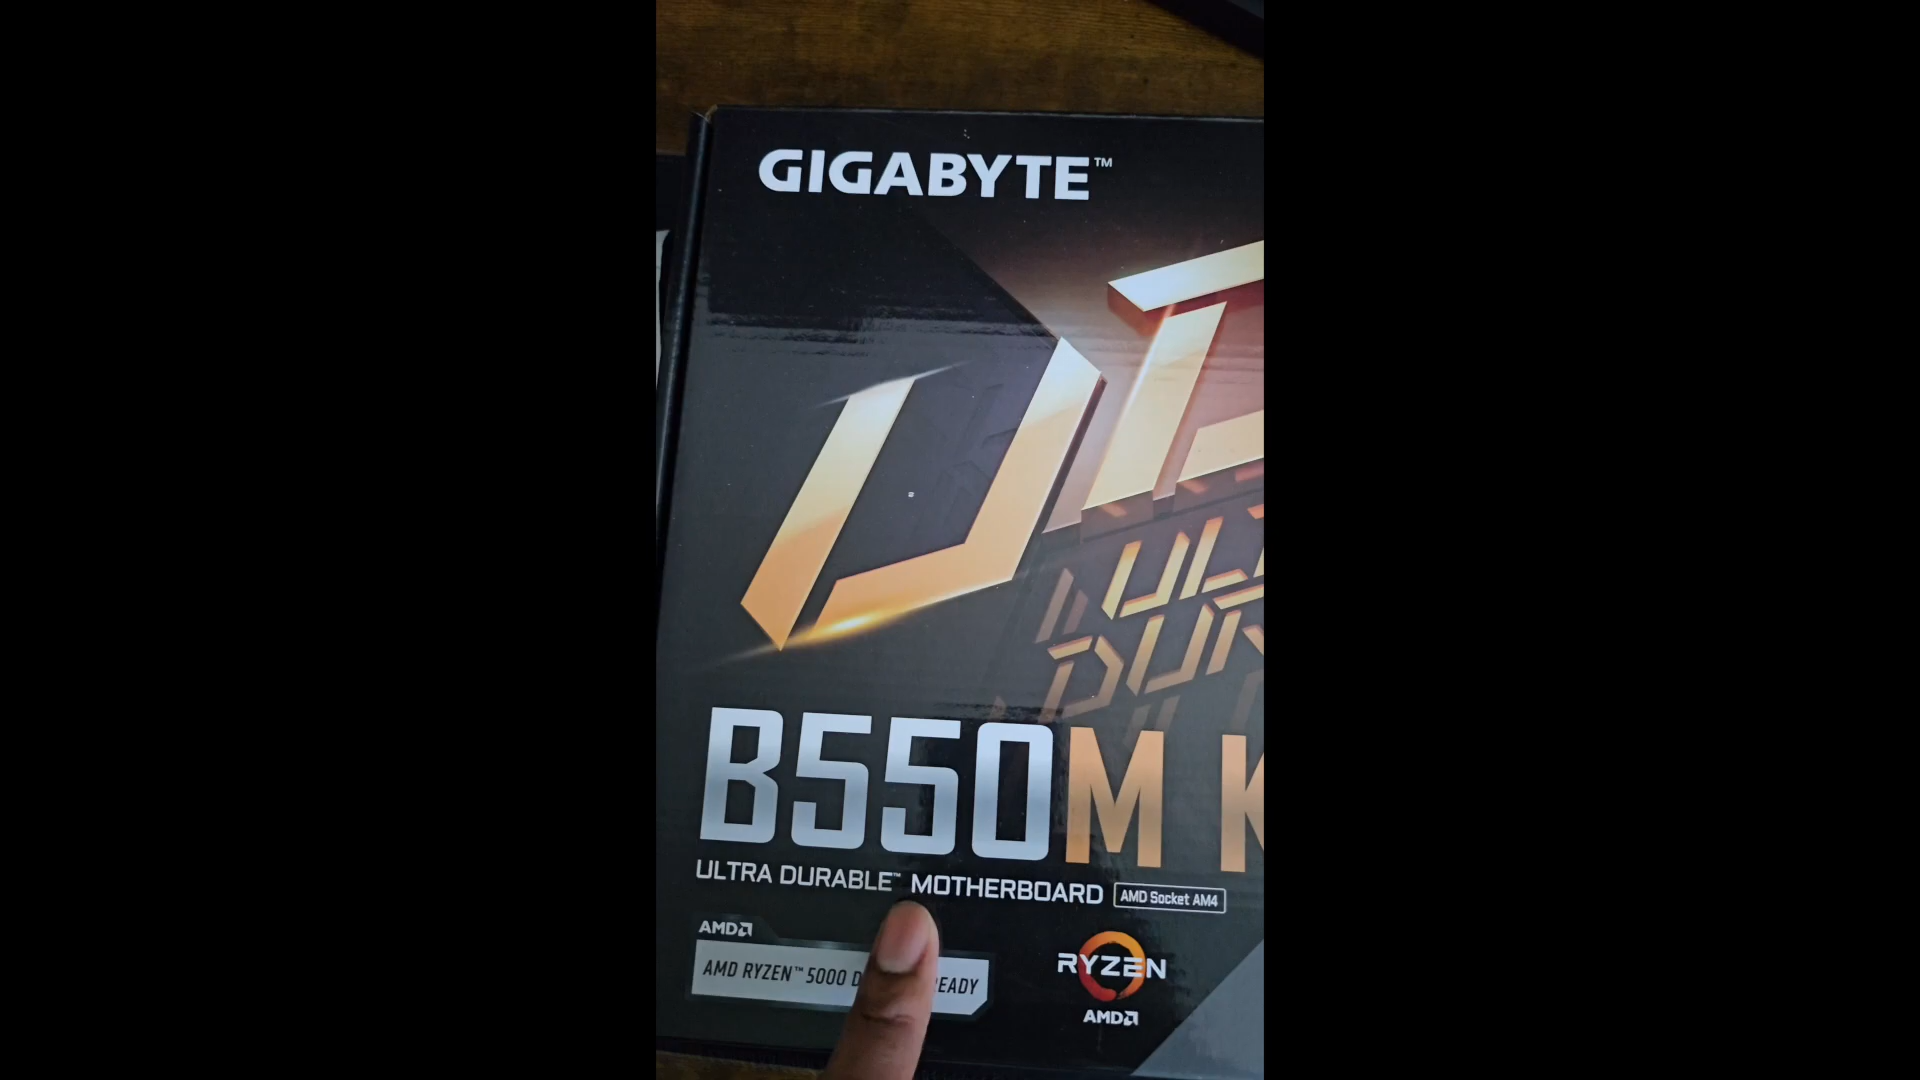 GIGABYTE™
B550M K
ULTRA DURABLE™ MOTHERBOARD AMD Socket AM4
AMD
AMD RYZEN™ 5000
RYZEN
AMD